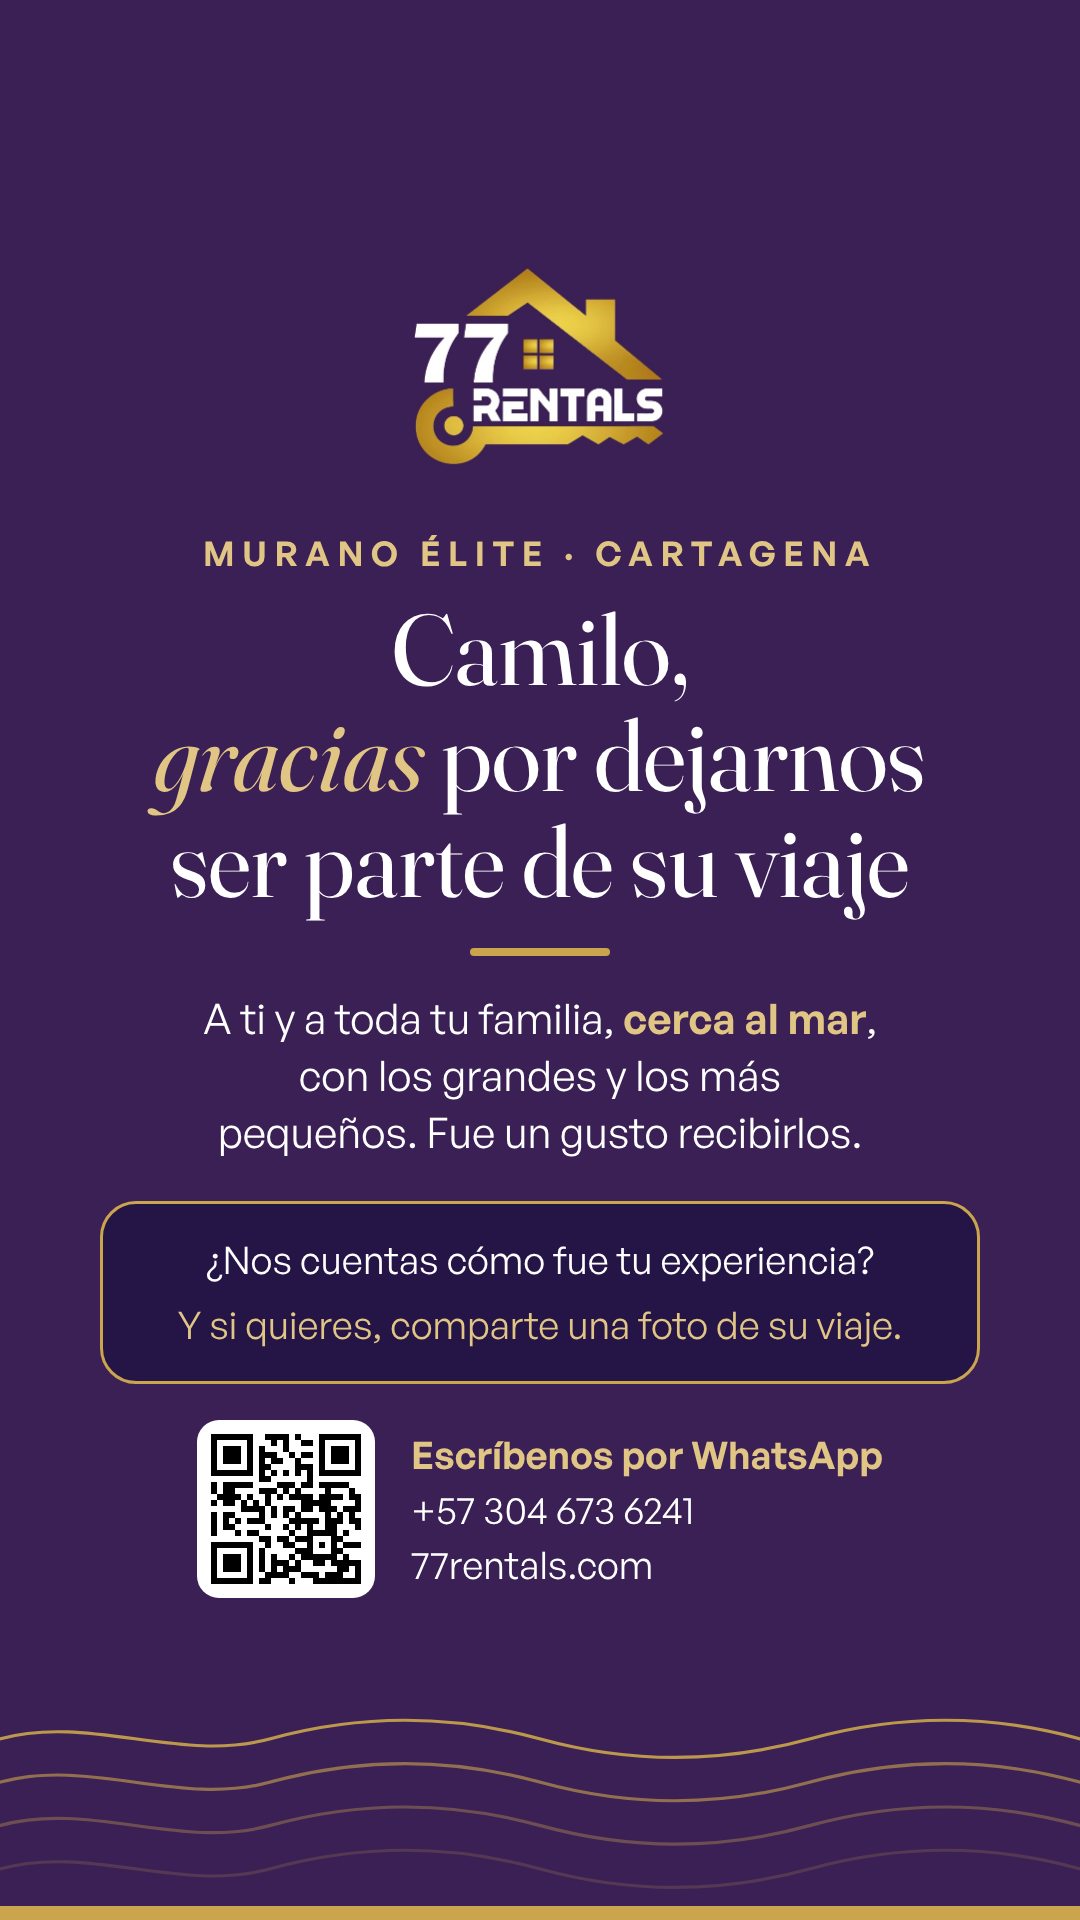 77
RENTALS
MURANO ÉLITE · CARTAGENA
Camilo,
gracias por dejarnos
ser parte de su viaje
A ti y a toda tu familia, cerca al mar,
con los grandes y los más
pequeños. Fue un gusto recibirlos.
¿Nos cuentas cómo fue tu experiencia?
Y si quieres, comparte una foto de su viaje.
Escríbenos por WhatsApp
+57 304 673 6241
77rentals.com